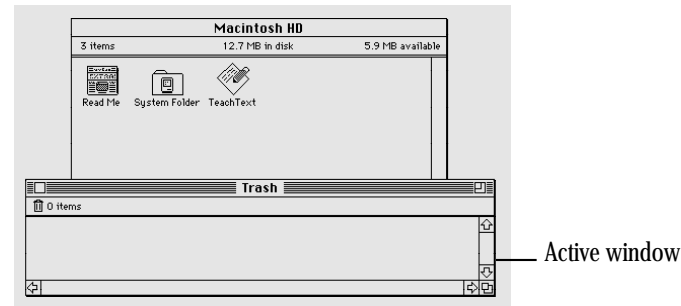 Macintosh HD
3 items 12.7 MB in disk 5.9 MB available
EXTRA
Read Me System Folder TeachText
Trash
0 items
Active window